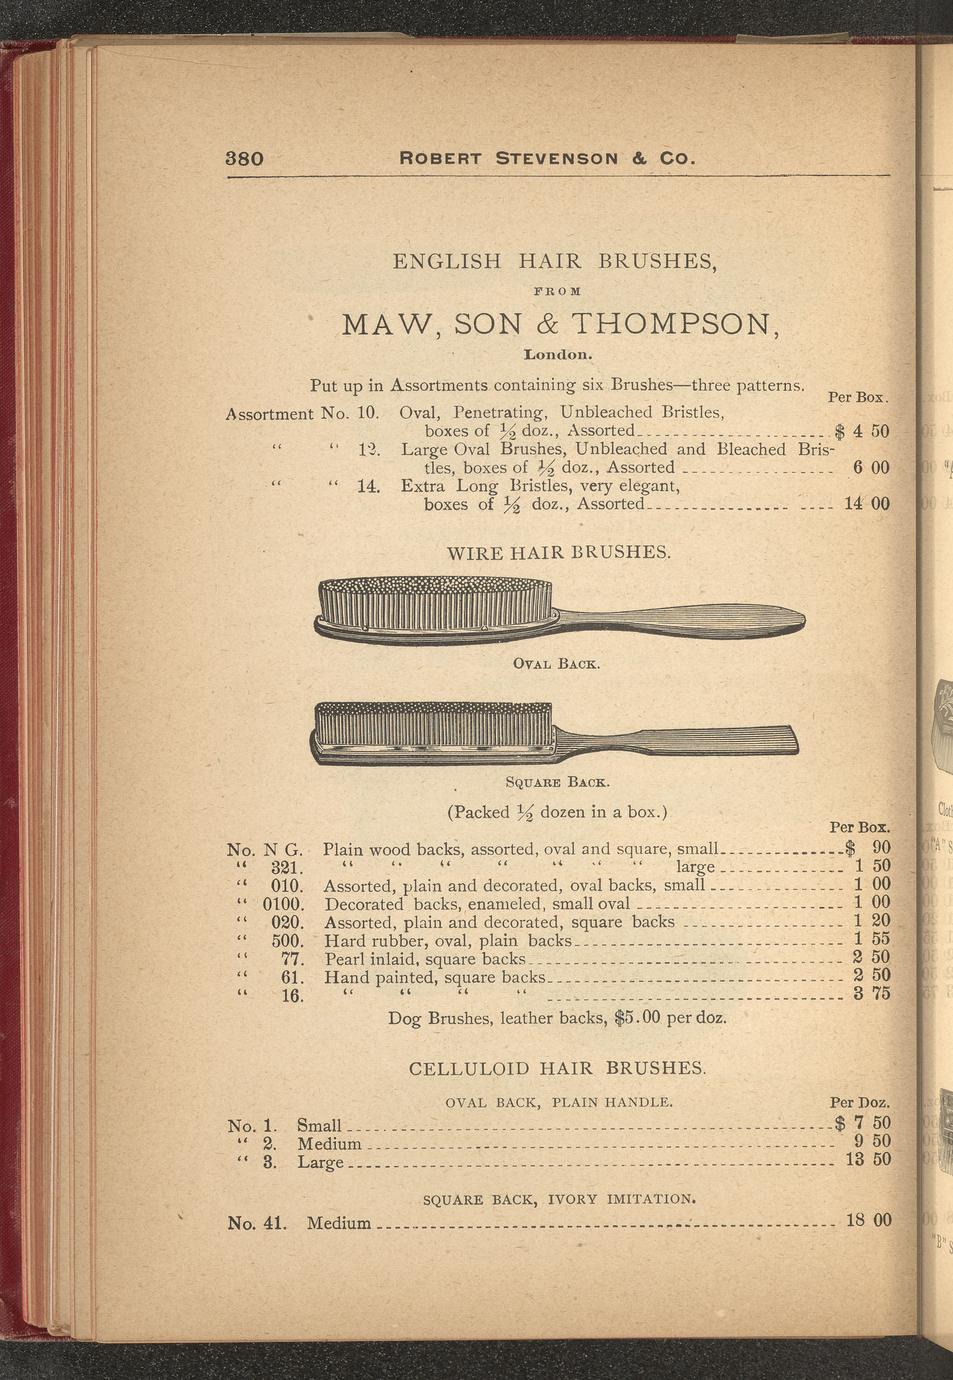 380 ROBERT STEVENSON & CO.
ENGLISH HAIR BRUSHES,
FROM
MAW, SON & THOMPSON,
London.
Put up in Assortments containing six Brushes—three patterns.
Per Box.
Assortment No. 10. Oval, Penetrating, Unbleached Bristles,
boxes of ½ doz., Assorted $ 4 50
“ “ 12. Large Oval Brushes, Unbleached and Bleached Bris-
tles, boxes of ½ doz., Assorted 6 00
“ “ 14. Extra Long Bristles, very elegant,
boxes of ½ doz., Assorted 14 00
WIRE HAIR BRUSHES.
OVAL BACK.
SQUARE BACK.
(Packed ½ dozen in a box.)
Per Box.
No. N G. Plain wood backs, assorted, oval and square, small $ 90
“ 321. “ “ “ “ “ “ “ large 1 50
“ 010. Assorted, plain and decorated, oval backs, small 1 00
“ 0100. Decorated backs, enameled, small oval 1 00
“ 020. Assorted, plain and decorated, square backs 1 20
“ 500. Hard rubber, oval, plain backs 1 55
“ 77. Pearl inlaid, square backs 2 50
“ 61. Hand painted, square backs 2 50
“ 16. “ “ “ “ 3 75
Dog Brushes, leather backs, $5.00 per doz.
CELLULOID HAIR BRUSHES.
OVAL BACK, PLAIN HANDLE. Per Doz.
No. 1. Small $ 7 50
“ 2. Medium 9 50
“ 3. Large 13 50
SQUARE BACK, IVORY IMITATION.
No. 41. Medium 18 00